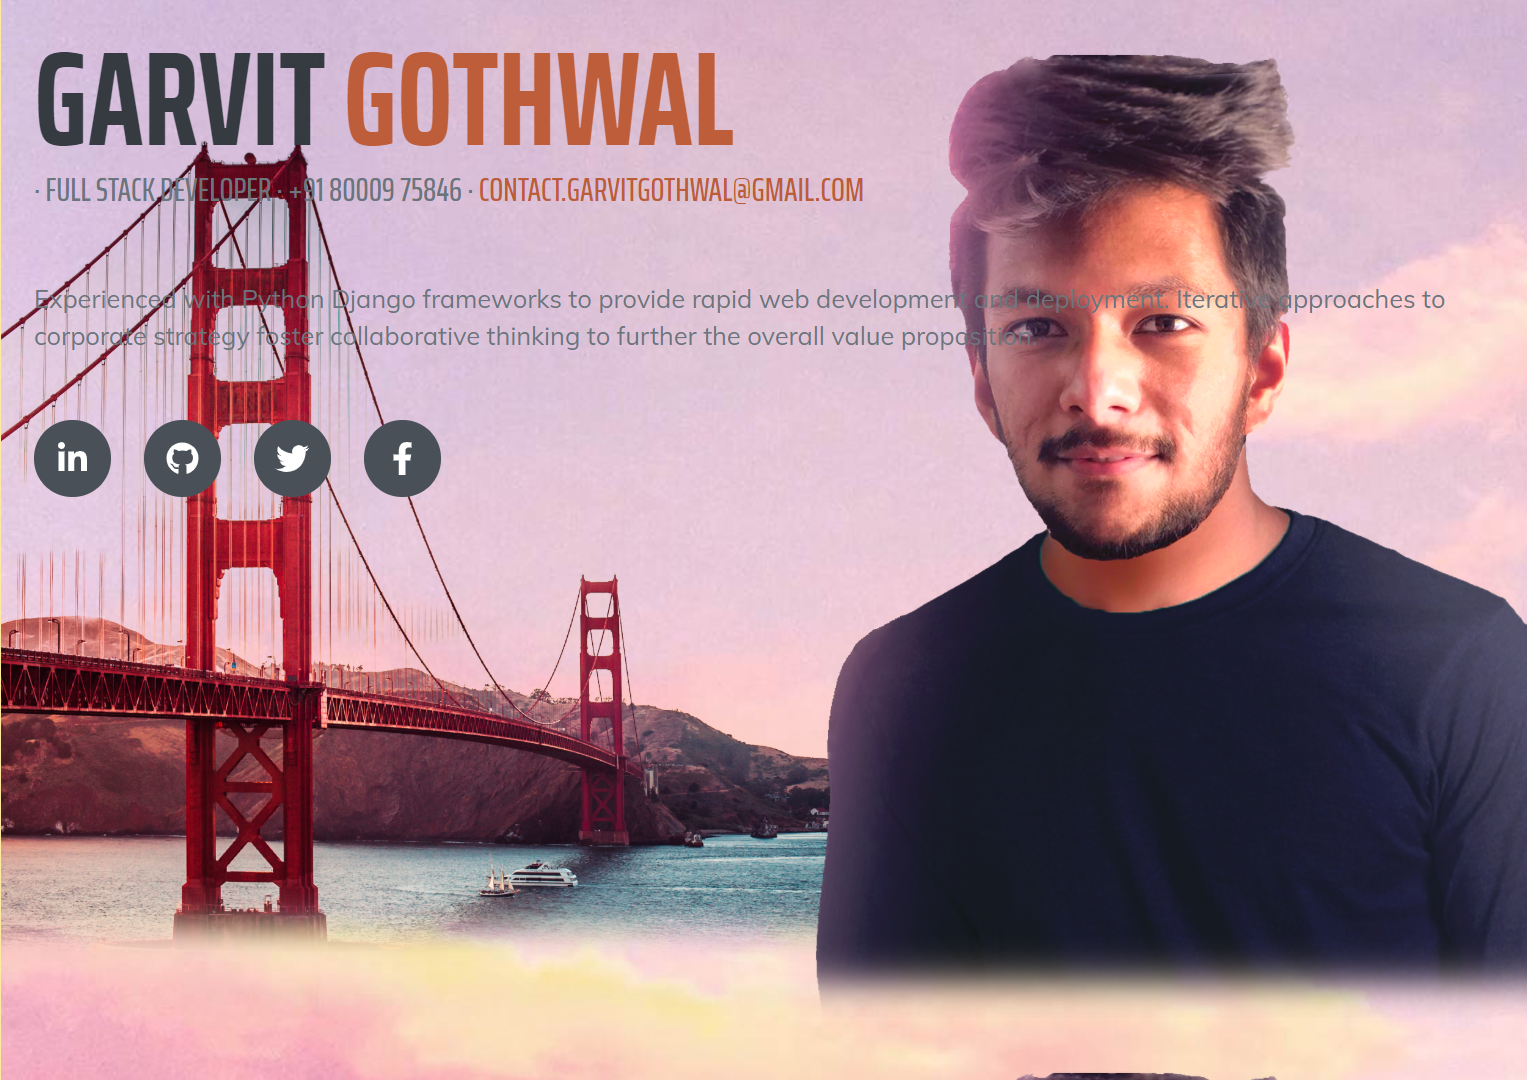 GARVIT GOTHWAL
· FULL STACK DEVELOPER · +91 80009 75846 · CONTACT.GARVITGOTHWAL@GMAIL.COM
Experienced with Python Django frameworks to provide rapid web development and deployment. Iterative approaches to
corporate strategy foster collaborative thinking to further the overall value proposition.
in
f